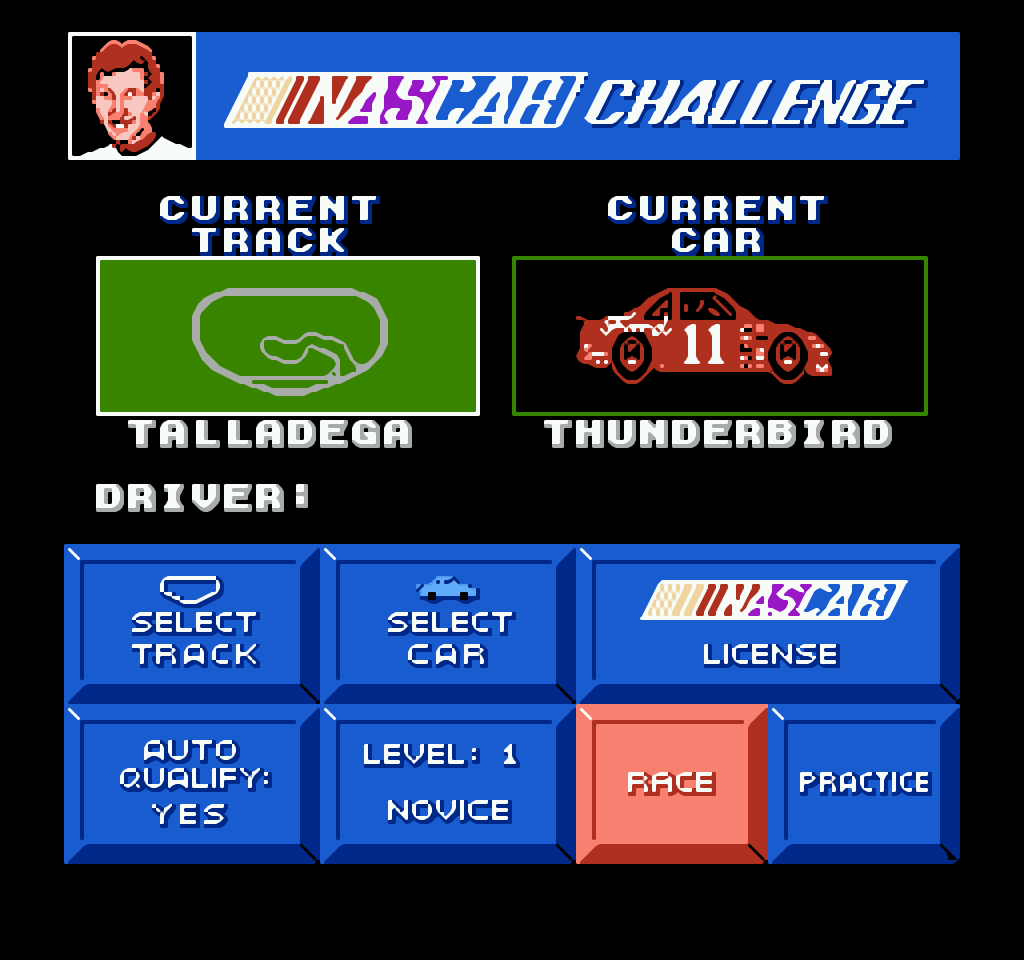 NASCAR CHALLENGE
CURRENT
TRACK
CURRENT
CAR
11
TALLADEGA
THUNDERBIRD
DRIVER:
SELECT
TRACK
SELECT
CAR
NASCAR
LICENSE
AUTO
QUALIFY:
YES
LEVEL: 1
NOVICE
RACE
PRACTICE